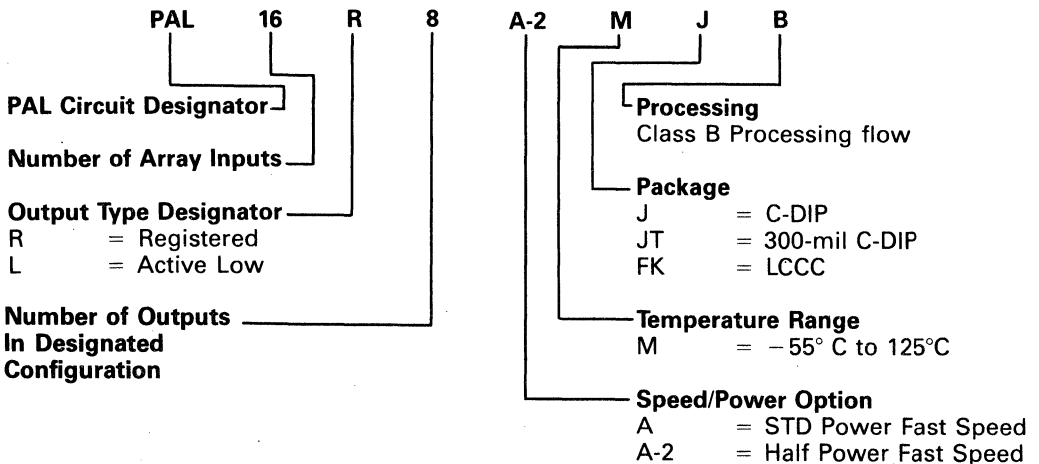 PAL 16 R 8 A-2 M J B
PAL Circuit Designator
Number of Array Inputs
Output Type Designator
R = Registered
L = Active Low
Number of Outputs
In Designated
Configuration
Processing
Class B Processing flow
Package
J = C-DIP
JT = 300-mil C-DIP
FK = LCCC
Temperature Range
M = −55° C to 125°C
Speed/Power Option
A = STD Power Fast Speed
A-2 = Half Power Fast Speed